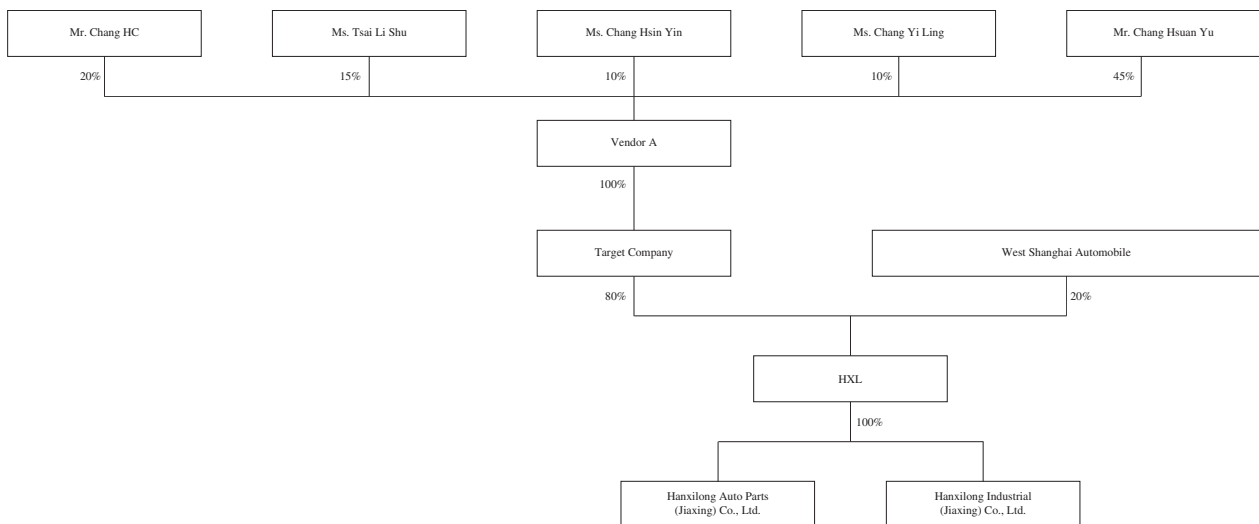 Mr. Chang HC
Ms. Tsai Li Shu
Ms. Chang Hsin Yin
Ms. Chang Yi Ling
Mr. Chang Hsuan Yu
20%
15%
10%
10%
45%
Vendor A
100%
Target Company
West Shanghai Automobile
80%
20%
HXL
100%
Hanxilong Auto Parts
(Jiaxing) Co., Ltd.
Hanxilong Industrial
(Jiaxing) Co., Ltd.